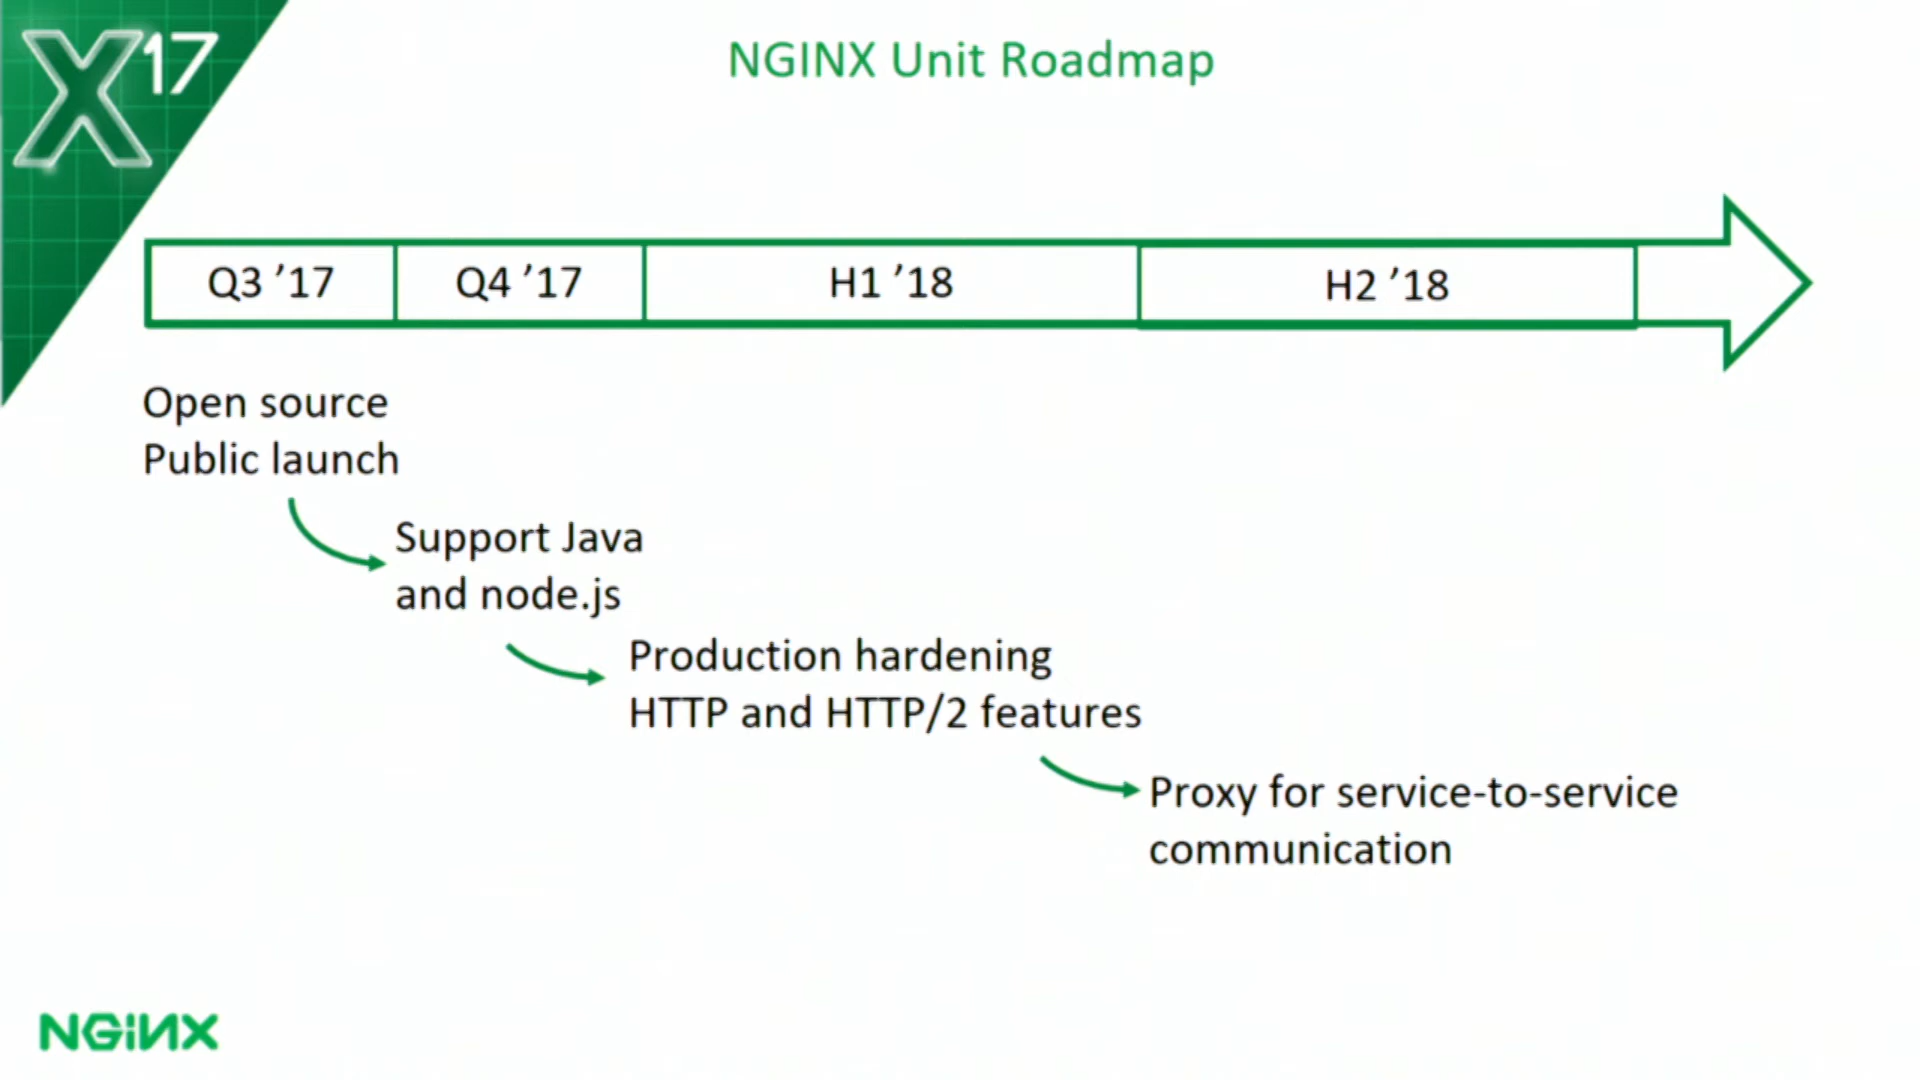 X17
NGINX Unit Roadmap
Q3 ’17
Q4 ’17
H1 ’18
H2 ’18
Open source
Public launch
Support Java
and node.js
Production hardening
HTTP and HTTP/2 features
Proxy for service-to-service
communication
NGiNX